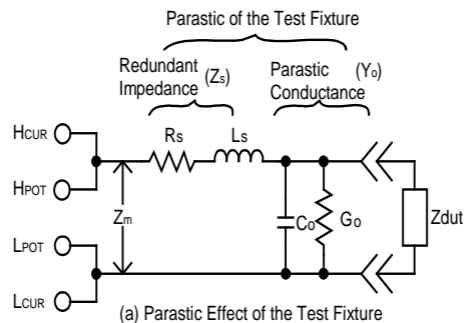 Parastic of the Test Fixture
Redundant (Zs)
Impedance
Parastic (Yo)
Conductance
HCUR
Rs
Ls
HPOT
Zm
Co
Go
Zdut
LPOT
LCUR
(a) Parastic Effect of the Test Fixture